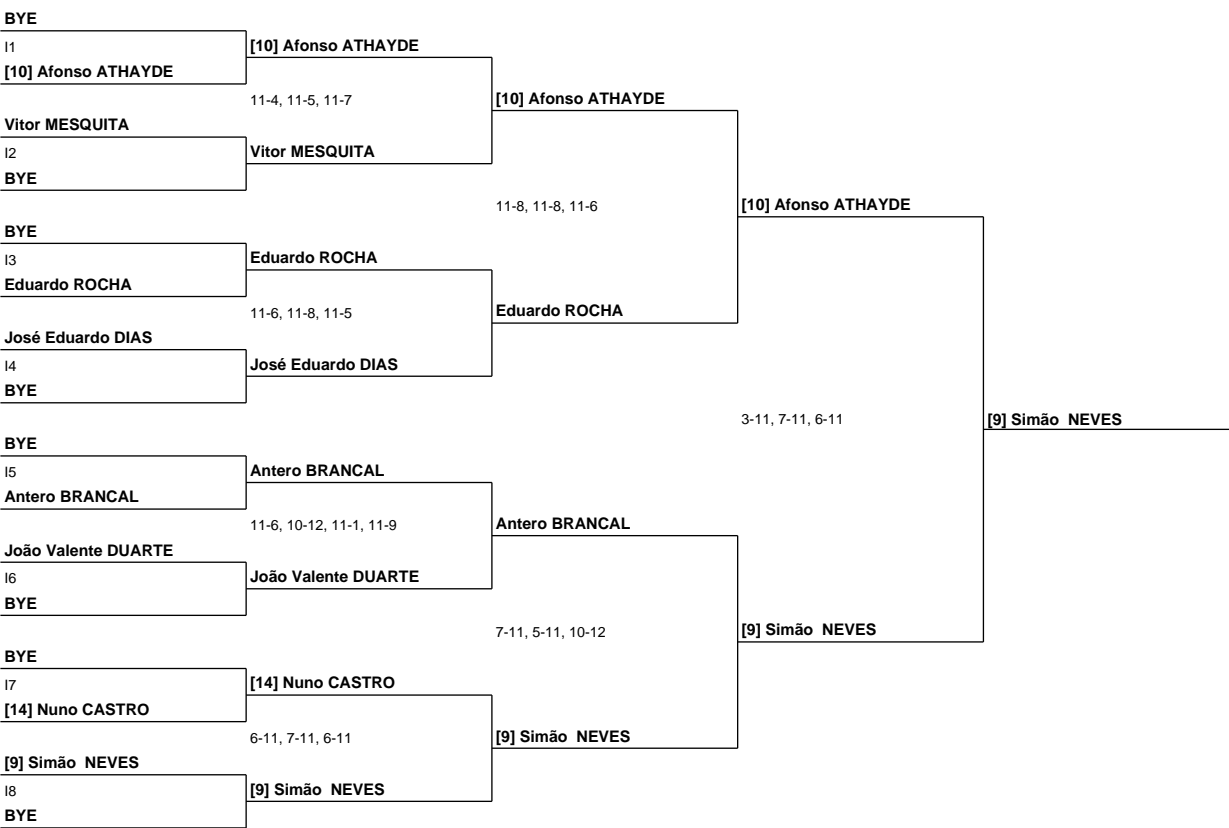 BYE
I1
[10] Afonso ATHAYDE
[10] Afonso ATHAYDE
11-4, 11-5, 11-7
[10] Afonso ATHAYDE
Vitor MESQUITA
I2
Vitor MESQUITA
BYE
11-8, 11-8, 11-6
[10] Afonso ATHAYDE
BYE
I3
Eduardo ROCHA
Eduardo ROCHA
11-6, 11-8, 11-5
Eduardo ROCHA
José Eduardo DIAS
I4
José Eduardo DIAS
BYE
3-11, 7-11, 6-11
[9] Simão  NEVES
BYE
I5
Antero BRANCAL
Antero BRANCAL
11-6, 10-12, 11-1, 11-9
Antero BRANCAL
João Valente DUARTE
I6
João Valente DUARTE
BYE
7-11, 5-11, 10-12
[9] Simão  NEVES
BYE
I7
[14] Nuno CASTRO
[14] Nuno CASTRO
6-11, 7-11, 6-11
[9] Simão  NEVES
[9] Simão  NEVES
I8
[9] Simão  NEVES
BYE